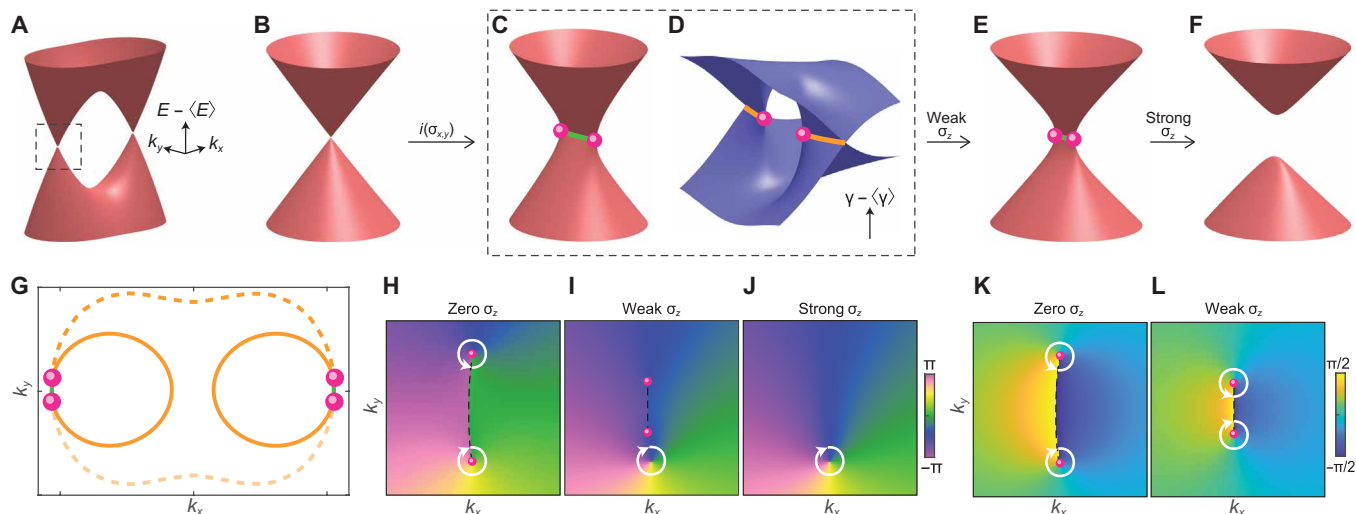 A
B
C
D
E
F
E − ⟨E⟩
k_y
k_x
i(σ_{x,y})
γ − ⟨γ⟩
Weak
σ_z
Strong
σ_z
G
H
I
J
K
L
Zero σ_z
Weak σ_z
Strong σ_z
Zero σ_z
Weak σ_z
k_y
k_y
k_y
π
−π
π/2
−π/2
k_x
k_x
k_x
k_x
k_x
k_x